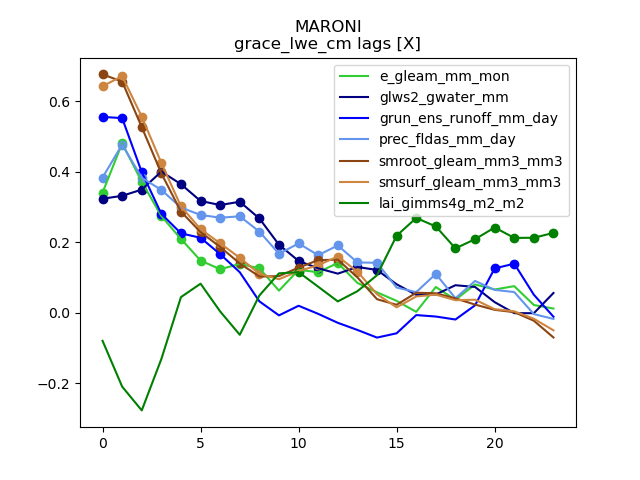 MARONI
grace_lwe_cm lags [X]
e_gleam_mm_mon
glws2_gwater_mm
grun_ens_runoff_mm_day
prec_fldas_mm_day
smroot_gleam_mm3_mm3
smsurf_gleam_mm3_mm3
lai_gimms4g_m2_m2
0.6
0.4
0.2
0.0
−0.2
0 5 10 15 20